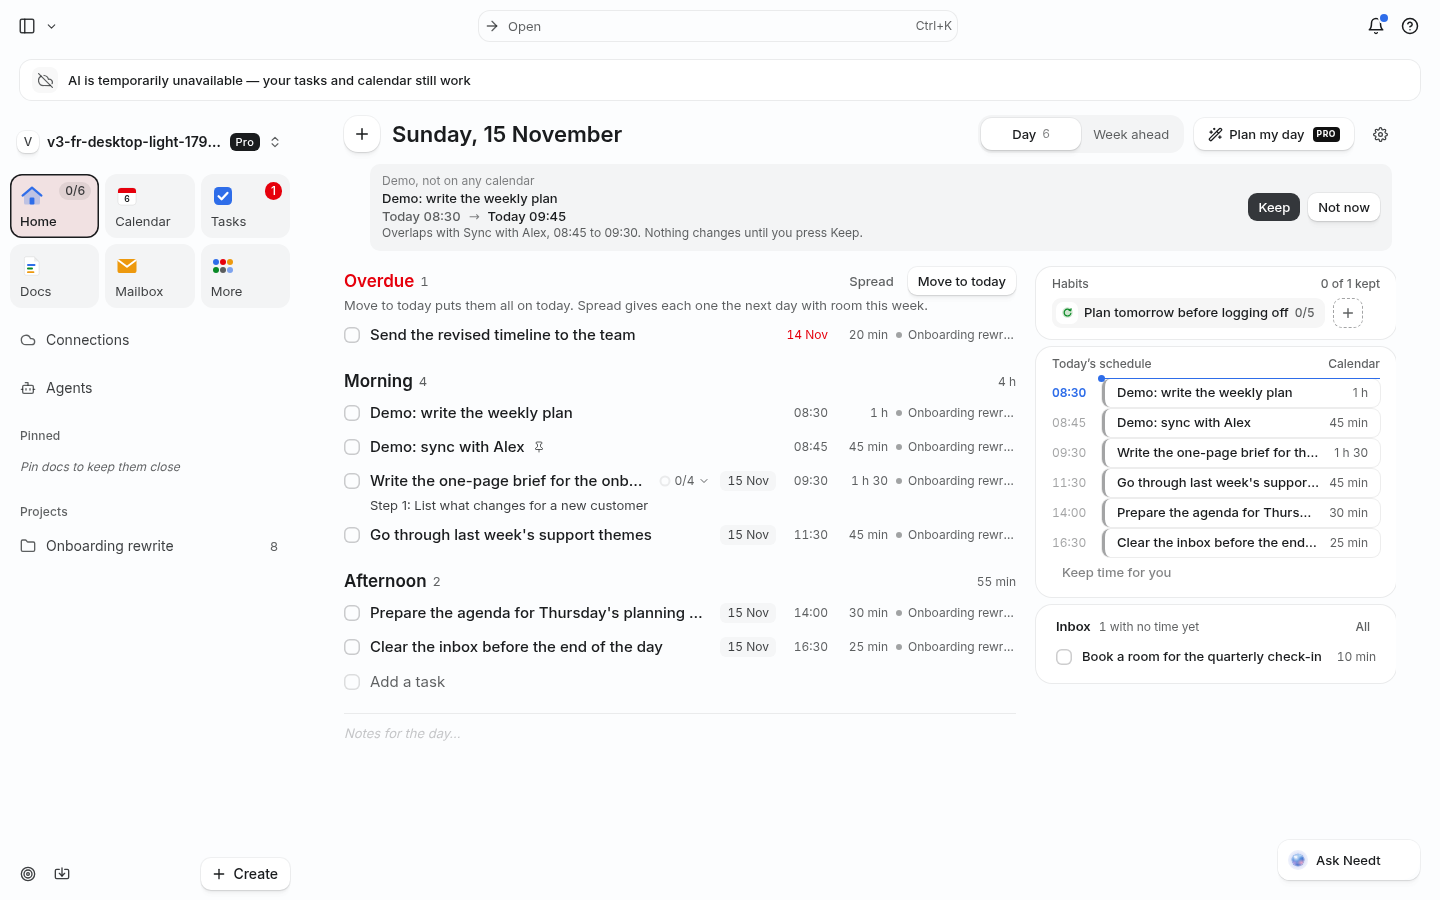 Open
Ctrl+K
AI is temporarily unavailable — your tasks and calendar still work
V
v3-fr-desktop-light-179...
Pro
0/6
Home
6
Calendar
1
Tasks
Docs
Mailbox
More
Connections
Agents
Pinned
Pin docs to keep them close
Projects
Onboarding rewrite 8
Create
Sunday, 15 November
Day 6
Week ahead
Plan my day PRO
Demo, not on any calendar
Demo: write the weekly plan
Today 08:30 → Today 09:45
Overlaps with Sync with Alex, 08:45 to 09:30. Nothing changes until you press Keep.
Keep
Not now
Overdue 1
Spread
Move to today
Move to today puts them all on today. Spread gives each one the next day with room this week.
Send the revised timeline to the team 14 Nov 20 min Onboarding rewr...
Morning 4 4 h
Demo: write the weekly plan 08:30 1 h Onboarding rewr...
Demo: sync with Alex 08:45 45 min Onboarding rewr...
Write the one-page brief for the onb... 0/4 15 Nov 09:30 1 h 30 Onboarding rewr...
Step 1: List what changes for a new customer
Go through last week's support themes 15 Nov 11:30 45 min Onboarding rewr...
Afternoon 2 55 min
Prepare the agenda for Thursday's planning ... 15 Nov 14:00 30 min Onboarding rewr...
Clear the inbox before the end of the day 15 Nov 16:30 25 min Onboarding rewr...
Add a task
Notes for the day...
Habits 0 of 1 kept
Plan tomorrow before logging off 0/5
Today's schedule Calendar
08:30 Demo: write the weekly plan 1 h
08:45 Demo: sync with Alex 45 min
09:30 Write the one-page brief for th... 1 h 30
11:30 Go through last week's suppor... 45 min
14:00 Prepare the agenda for Thurs... 30 min
16:30 Clear the inbox before the end... 25 min
Keep time for you
Inbox 1 with no time yet All
Book a room for the quarterly check-in 10 min
Ask Needt